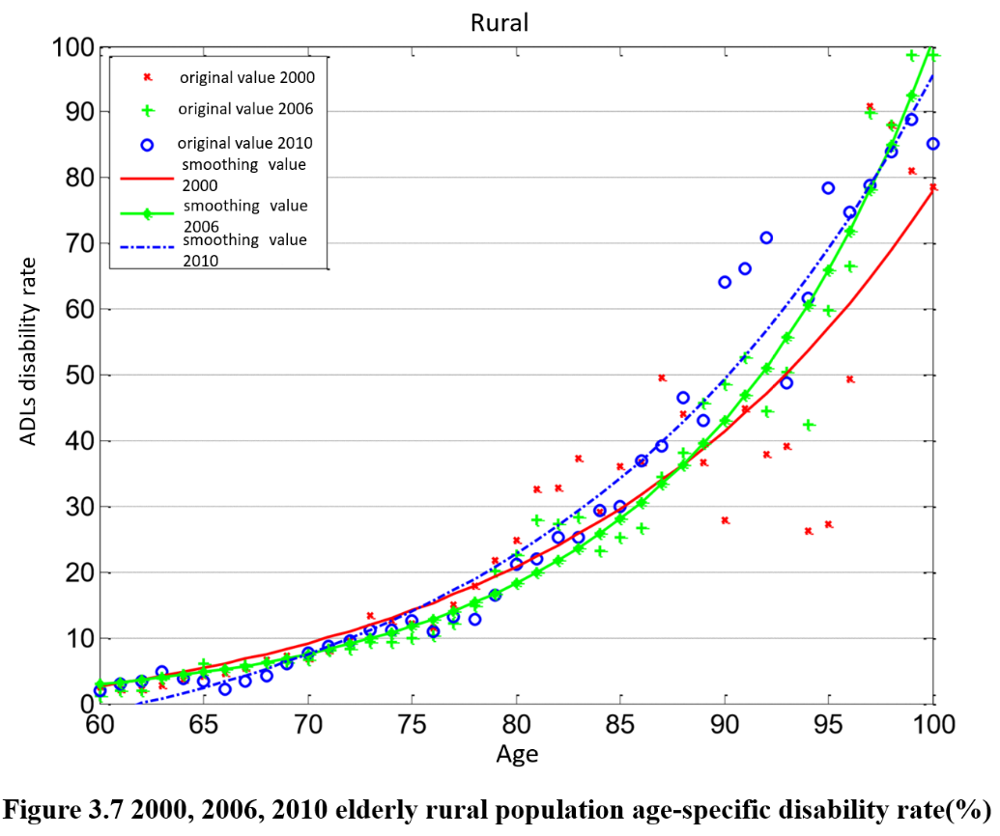 Rural
100
90
80
70
60
50
40
30
20
10
0
ADLs disability rate
original value 2000
original value 2006
original value 2010
smoothing value
2000
smoothing value
2006
smoothing value
2010
60 65 70 75 80 85 90 95 100
Age
Figure 3.7 2000, 2006, 2010 elderly rural population age-specific disability rate(%)